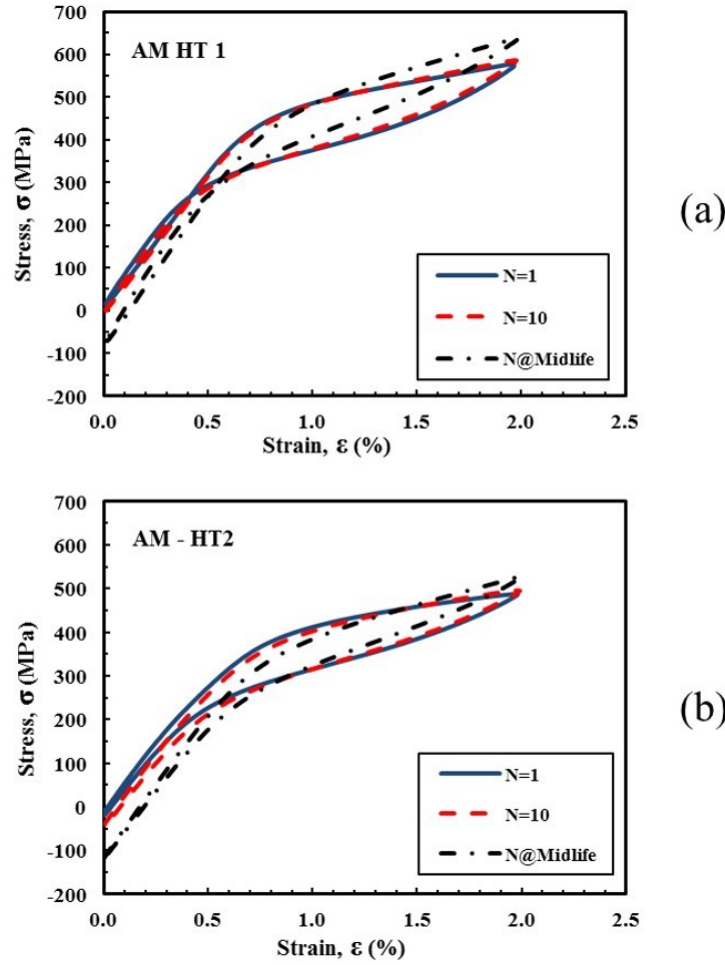 AM HT 1
Stress, σ (MPa)
700
600
500
400
300
200
100
0
-100
-200
N=1
N=10
N@Midlife
0.0 0.5 1.0 1.5 2.0 2.5
Strain, ε (%)
(a)
AM - HT2
Stress, σ (MPa)
700
600
500
400
300
200
100
0
-100
-200
N=1
N=10
N@Midlife
0.0 0.5 1.0 1.5 2.0 2.5
Strain, ε (%)
(b)